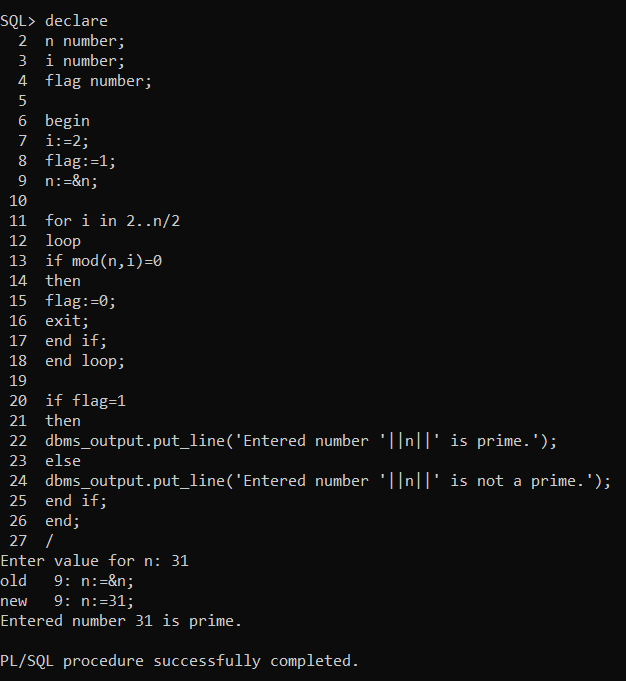 SQL> declare
  2  n number;
  3  i number;
  4  flag number;
  5
  6  begin
  7  i:=2;
  8  flag:=1;
  9  n:=&n;
 10
 11  for i in 2..n/2
 12  loop
 13  if mod(n,i)=0
 14  then
 15  flag:=0;
 16  exit;
 17  end if;
 18  end loop;
 19
 20  if flag=1
 21  then
 22  dbms_output.put_line('Entered number '||n||' is prime.');
 23  else
 24  dbms_output.put_line('Entered number '||n||' is not a prime.');
 25  end if;
 26  end;
 27  /
Enter value for n: 31
old   9: n:=&n;
new   9: n:=31;
Entered number 31 is prime.

PL/SQL procedure successfully completed.